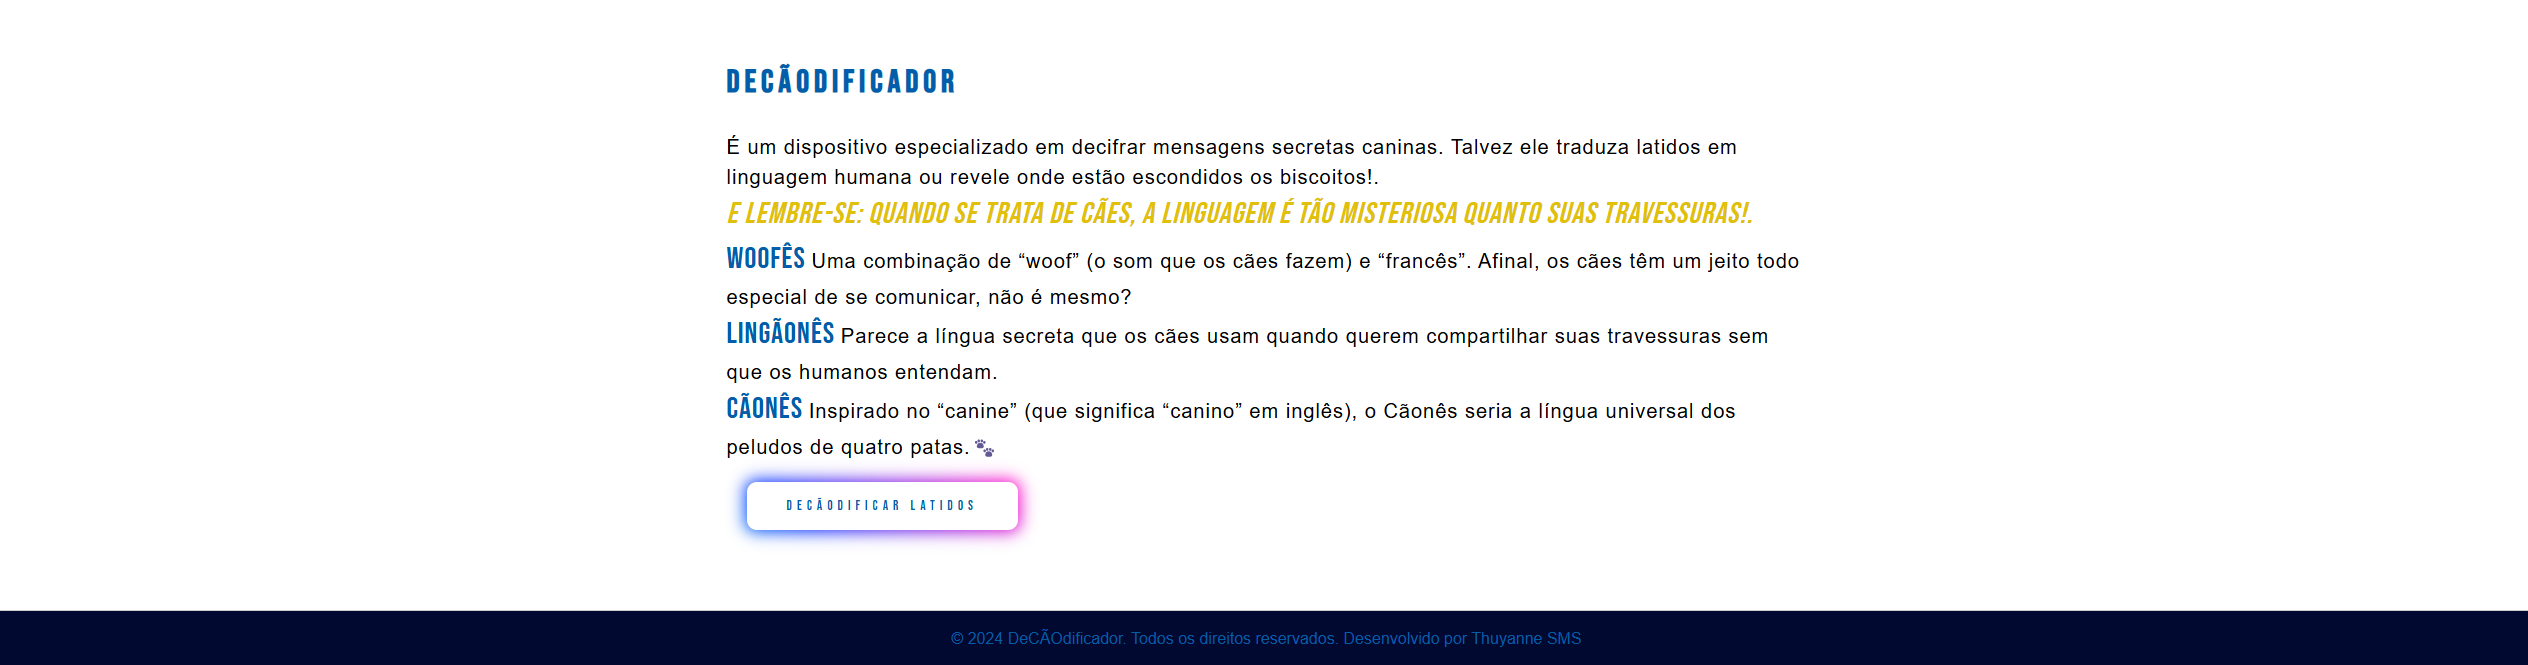 DECÃODIFICADOR
É um dispositivo especializado em decifrar mensagens secretas caninas. Talvez ele traduza latidos em
linguagem humana ou revele onde estão escondidos os biscoitos!.
E LEMBRE-SE: QUANDO SE TRATA DE CÃES, A LINGUAGEM É TÃO MISTERIOSA QUANTO SUAS TRAVESSURAS!.
WOOFÊS Uma combinação de “woof” (o som que os cães fazem) e “francês”. Afinal, os cães têm um jeito todo
especial de se comunicar, não é mesmo?
LINGÃONÊS Parece a língua secreta que os cães usam quando querem compartilhar suas travessuras sem
que os humanos entendam.
CÃONÊS Inspirado no “canine” (que significa “canino” em inglês), o Cãonês seria a língua universal dos
peludos de quatro patas. 🐾
DECÃODIFICAR LATIDOS
© 2024 DeCÃOdificador. Todos os direitos reservados. Desenvolvido por Thuyanne SMS